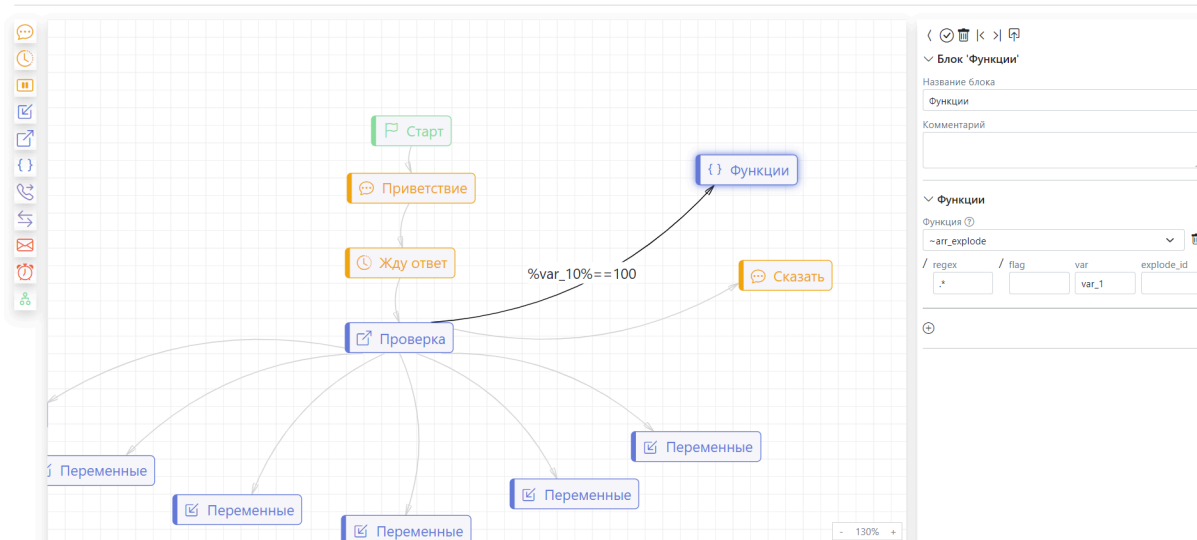 Старт
Приветствие
Жду ответ
%var_10%==100
Функции
Сказать
Проверка
Переменные
Переменные
Переменные
Переменные
Переменные
- 130% +
Блок 'Функции'
Название блока
Функции
Комментарий
Функции
Функция
~arr_explode
/ regex / flag var explode_id
.* var_1